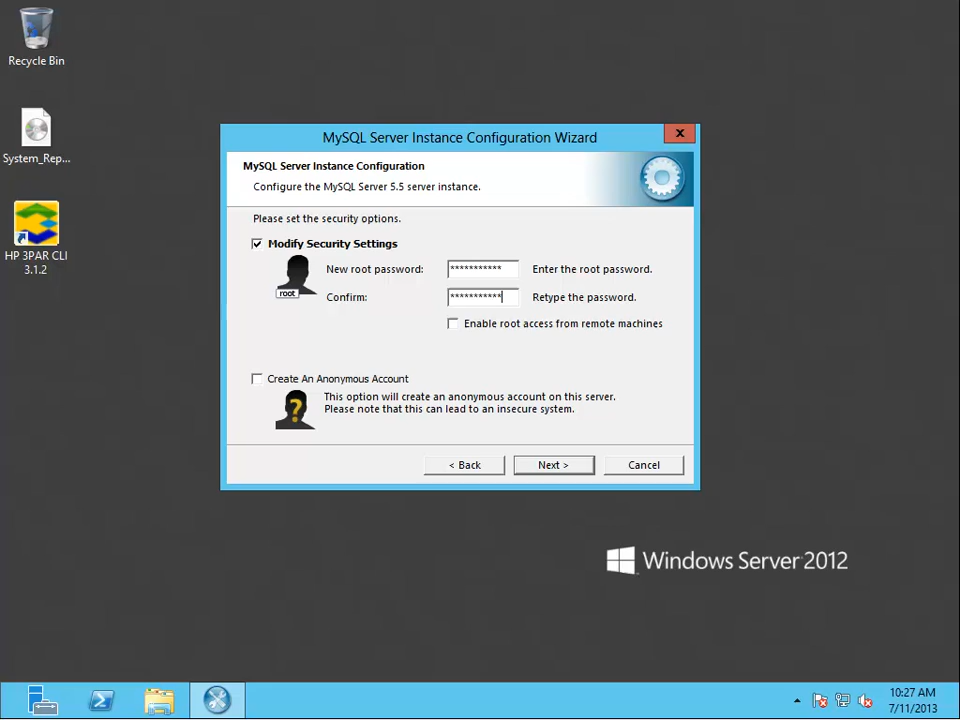 Recycle Bin
System_Rep...
HP 3PAR CLI
3.1.2
MySQL Server Instance Configuration Wizard
x
MySQL Server Instance Configuration
Configure the MySQL Server 5.5 server instance.
Please set the security options.
Modify Security Settings
root
New root password: *********** Enter the root password.
Confirm: *********** Retype the password.
Enable root access from remote machines
Create An Anonymous Account
?
This option will create an anonymous account on this server.
Please note that this can lead to an insecure system.
< Back
Next >
Cancel
Windows Server 2012
10:27 AM
7/11/2013